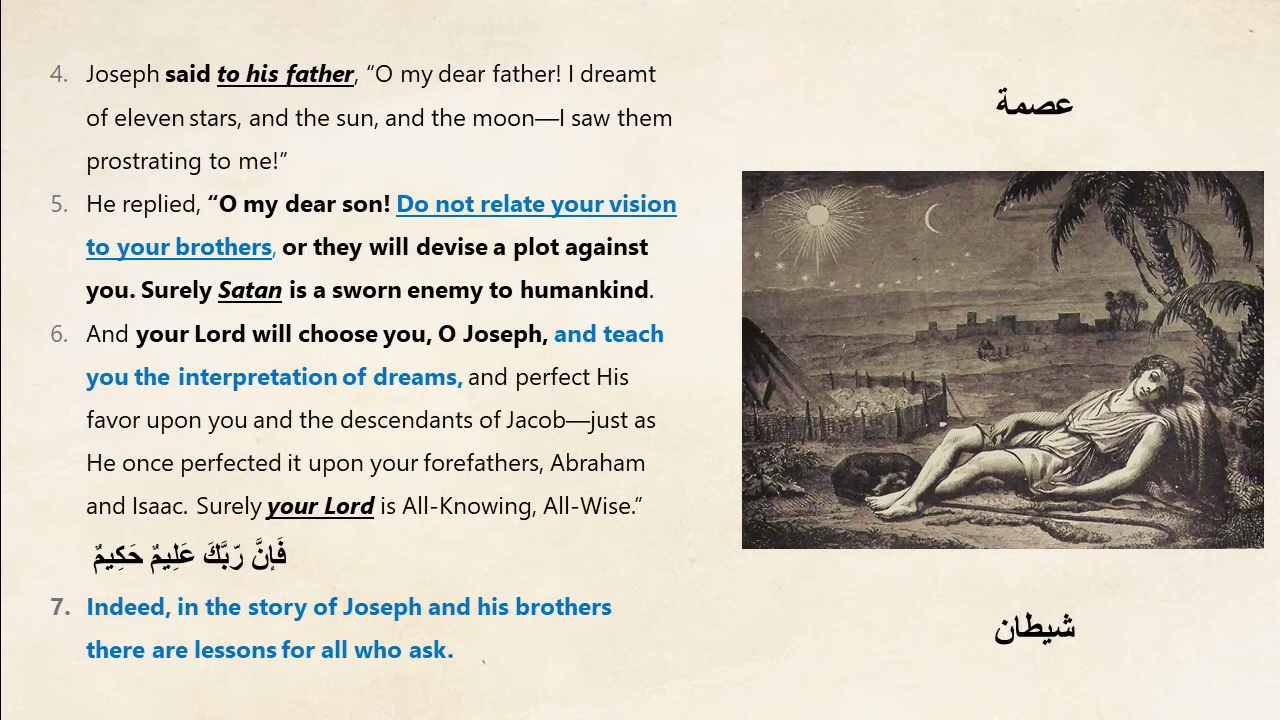 4. Joseph said to his father, “O my dear father! I dreamt
of eleven stars, and the sun, and the moon—I saw them
prostrating to me!”
5. He replied, “O my dear son! Do not relate your vision
to your brothers, or they will devise a plot against
you. Surely Satan is a sworn enemy to humankind.
6. And your Lord will choose you, O Joseph, and teach
you the interpretation of dreams, and perfect His
favor upon you and the descendants of Jacob—just as
He once perfected it upon your forefathers, Abraham
and Isaac. Surely your Lord is All-Knowing, All-Wise.”
فَإِنَّ رّبَّكَ عَلِيمٌ حَكِيمٌ
7. Indeed, in the story of Joseph and his brothers
there are lessons for all who ask.
عصمة
شيطان